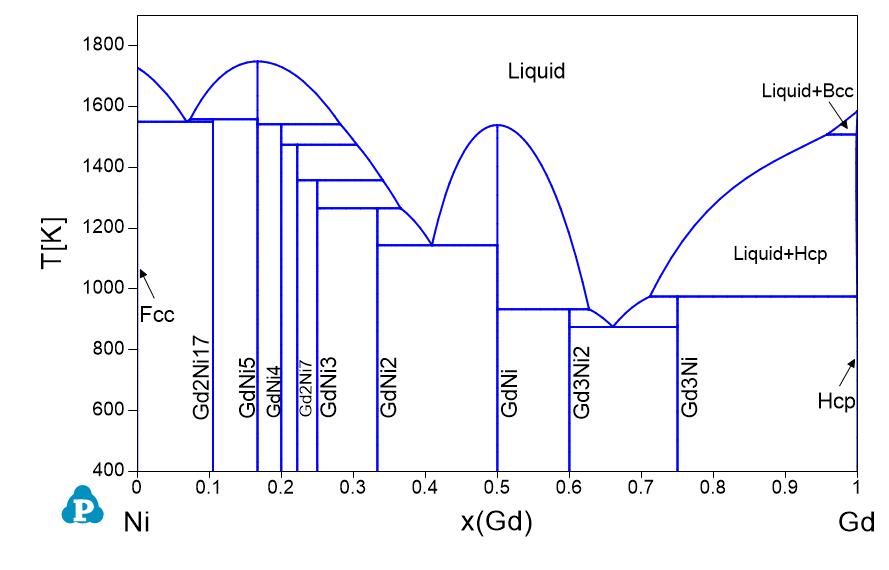 1800
1600
1400
1200
1000
800
600
400
T[K]
Liquid
Liquid+Bcc
Liquid+Hcp
Fcc
Hcp
Gd2Ni17
GdNi5
GdNi4
Gd2Ni7
GdNi3
GdNi2
GdNi
Gd3Ni2
Gd3Ni
0 0.1 0.2 0.3 0.4 0.5 0.6 0.7 0.8 0.9 1
Ni x(Gd) Gd
P